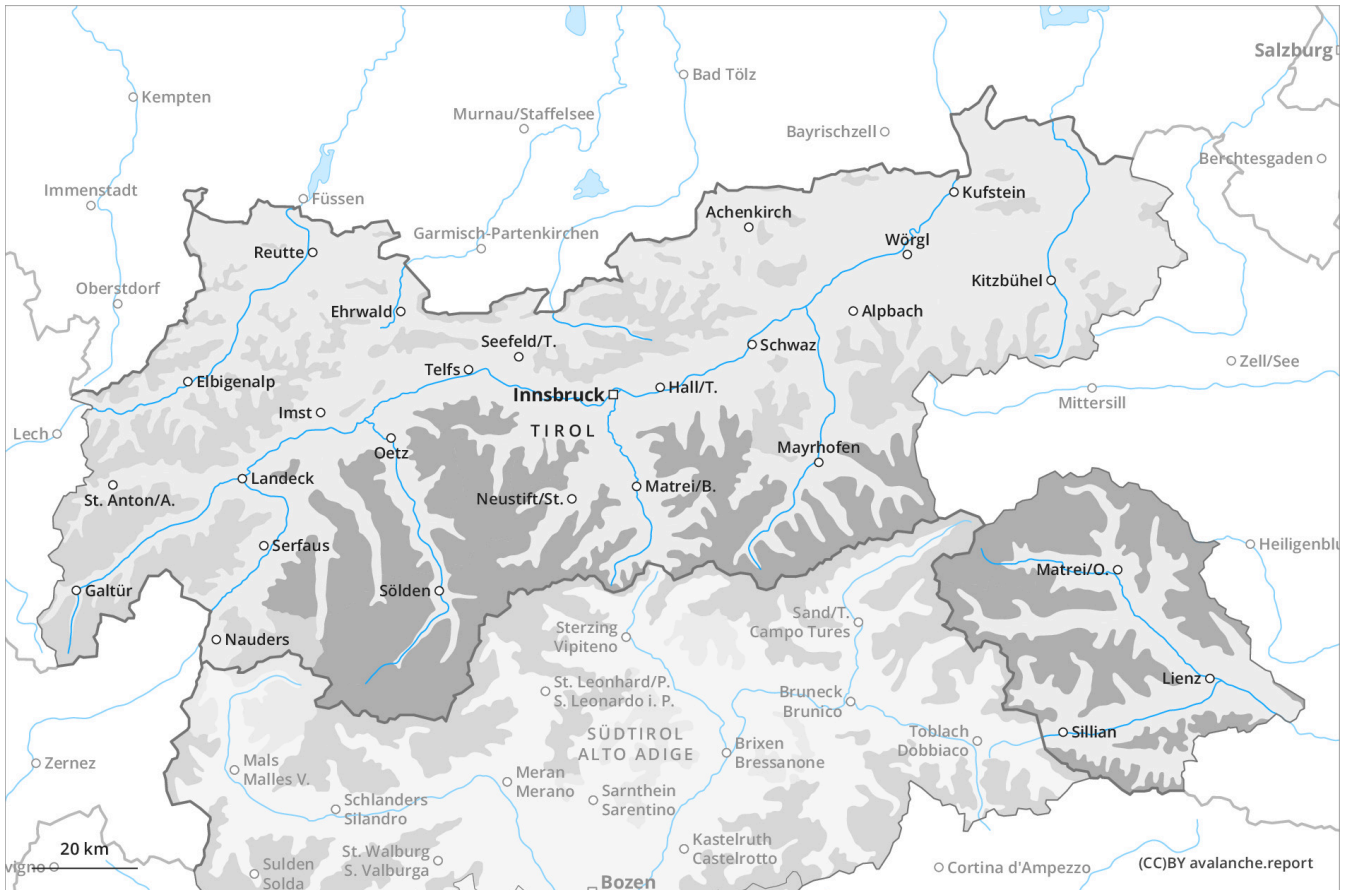 Salzburg
Bad Tölz
Kempten
Murnau/Staffelsee
Bayrischzell
Berchtesgaden
Immenstadt
Füssen
Kufstein
Achenkirch
Garmisch-Partenkirchen
Wörgl
Reutte
Kitzbühel
Oberstdorf
Ehrwald
Alpbach
Seefeld/T.
Schwaz
Zell/See
Telfs
Elbigenalp
Innsbruck
Hall/T.
Mittersill
Imst
TIROL
Lech
Oetz
Mayrhofen
Landeck
St. Anton/A.
Neustift/St.
Matrei/B.
Serfaus
Heiligenblu
Matrei/O.
Galtür
Sölden
Sand/T.
Campo Tures
Nauders
Sterzing
Vipiteno
Lienz
St. Leonhard/P.
S. Leonardo i. P.
Bruneck
Brunico
SÜDTIROL
ALTO ADIGE
Sillian
Toblach
Dobbiaco
Brixen
Bressanone
Zernez
Mals
Malles V.
Meran
Merano
Sarnthein
Sarentino
Schlanders
Silandro
20 km
Kastelruth
Castelrotto
St. Walburg
S. Valburga
vigno
Sulden
Solda
Cortina d'Ampezzo
(CC)BY avalanche.report
Bozen